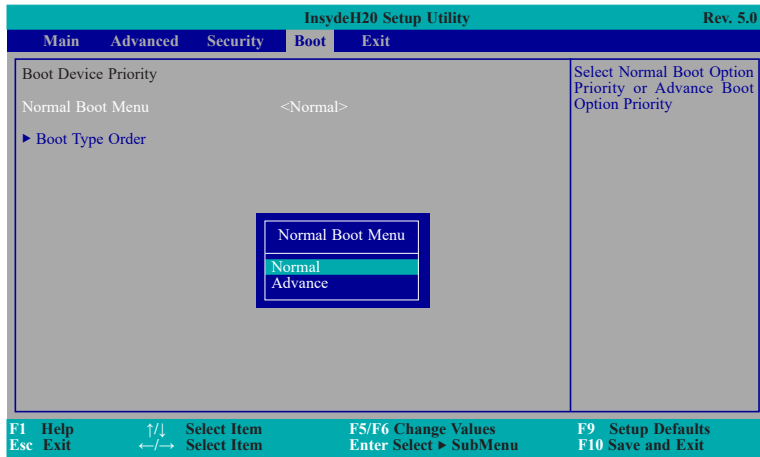 InsydeH20 Setup Utility Rev. 5.0
Main Advanced Security Boot Exit
Boot Device Priority
Normal Boot Menu <Normal>
▶ Boot Type Order
Select Normal Boot Option
Priority or Advance Boot
Option Priority
Normal Boot Menu
Normal
Advance
F1 Help ↑/↓ Select Item F5/F6 Change Values F9 Setup Defaults
Esc Exit ←/→ Select Item Enter Select ▶ SubMenu F10 Save and Exit